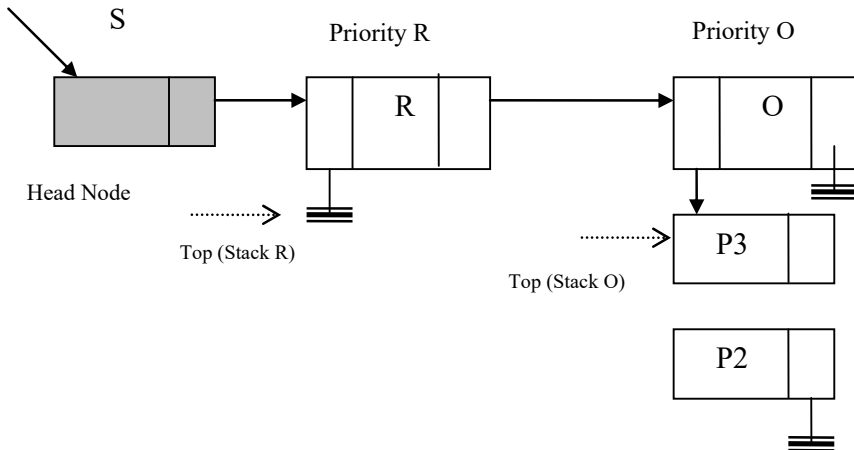 S
Priority R
Priority O
R
O
Head Node
Top (Stack R)
P3
Top (Stack O)
P2